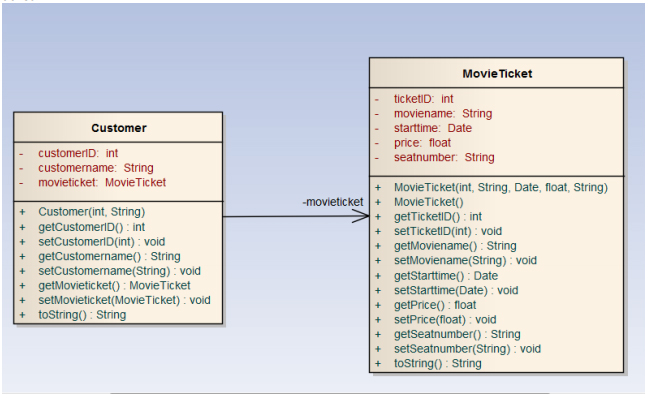 Customer
- customerID: int
- customername: String
- movieticket: MovieTicket
+ Customer(int, String)
+ getCustomerID() : int
+ setCustomerID(int) : void
+ getCustomername() : String
+ setCustomername(String) : void
+ getMovieticket() : MovieTicket
+ setMovieticket(MovieTicket) : void
+ toString() : String
-movieticket
MovieTicket
- ticketID: int
- moviename: String
- starttime: Date
- price: float
- seatnumber: String
+ MovieTicket(int, String, Date, float, String)
+ MovieTicket()
+ getTicketID() : int
+ setTicketID(int) : void
+ getMoviename() : String
+ setMoviename(String) : void
+ getStarttime() : Date
+ setStarttime(Date) : void
+ getPrice() : float
+ setPrice(float) : void
+ getSeatnumber() : String
+ setSeatnumber(String) : void
+ toString() : String